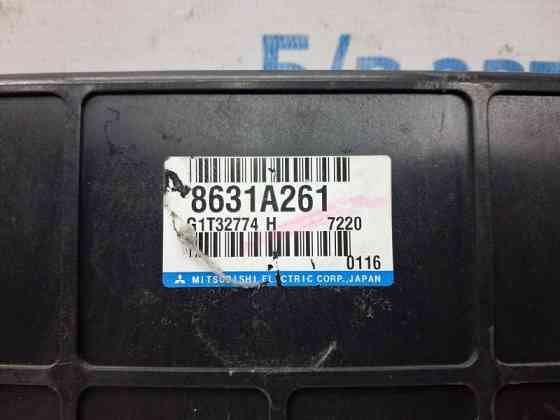 Б/у
8631A261
G1T32774 H 7220
0116
MITSUBISHI ELECTRIC CORP.,JAPAN